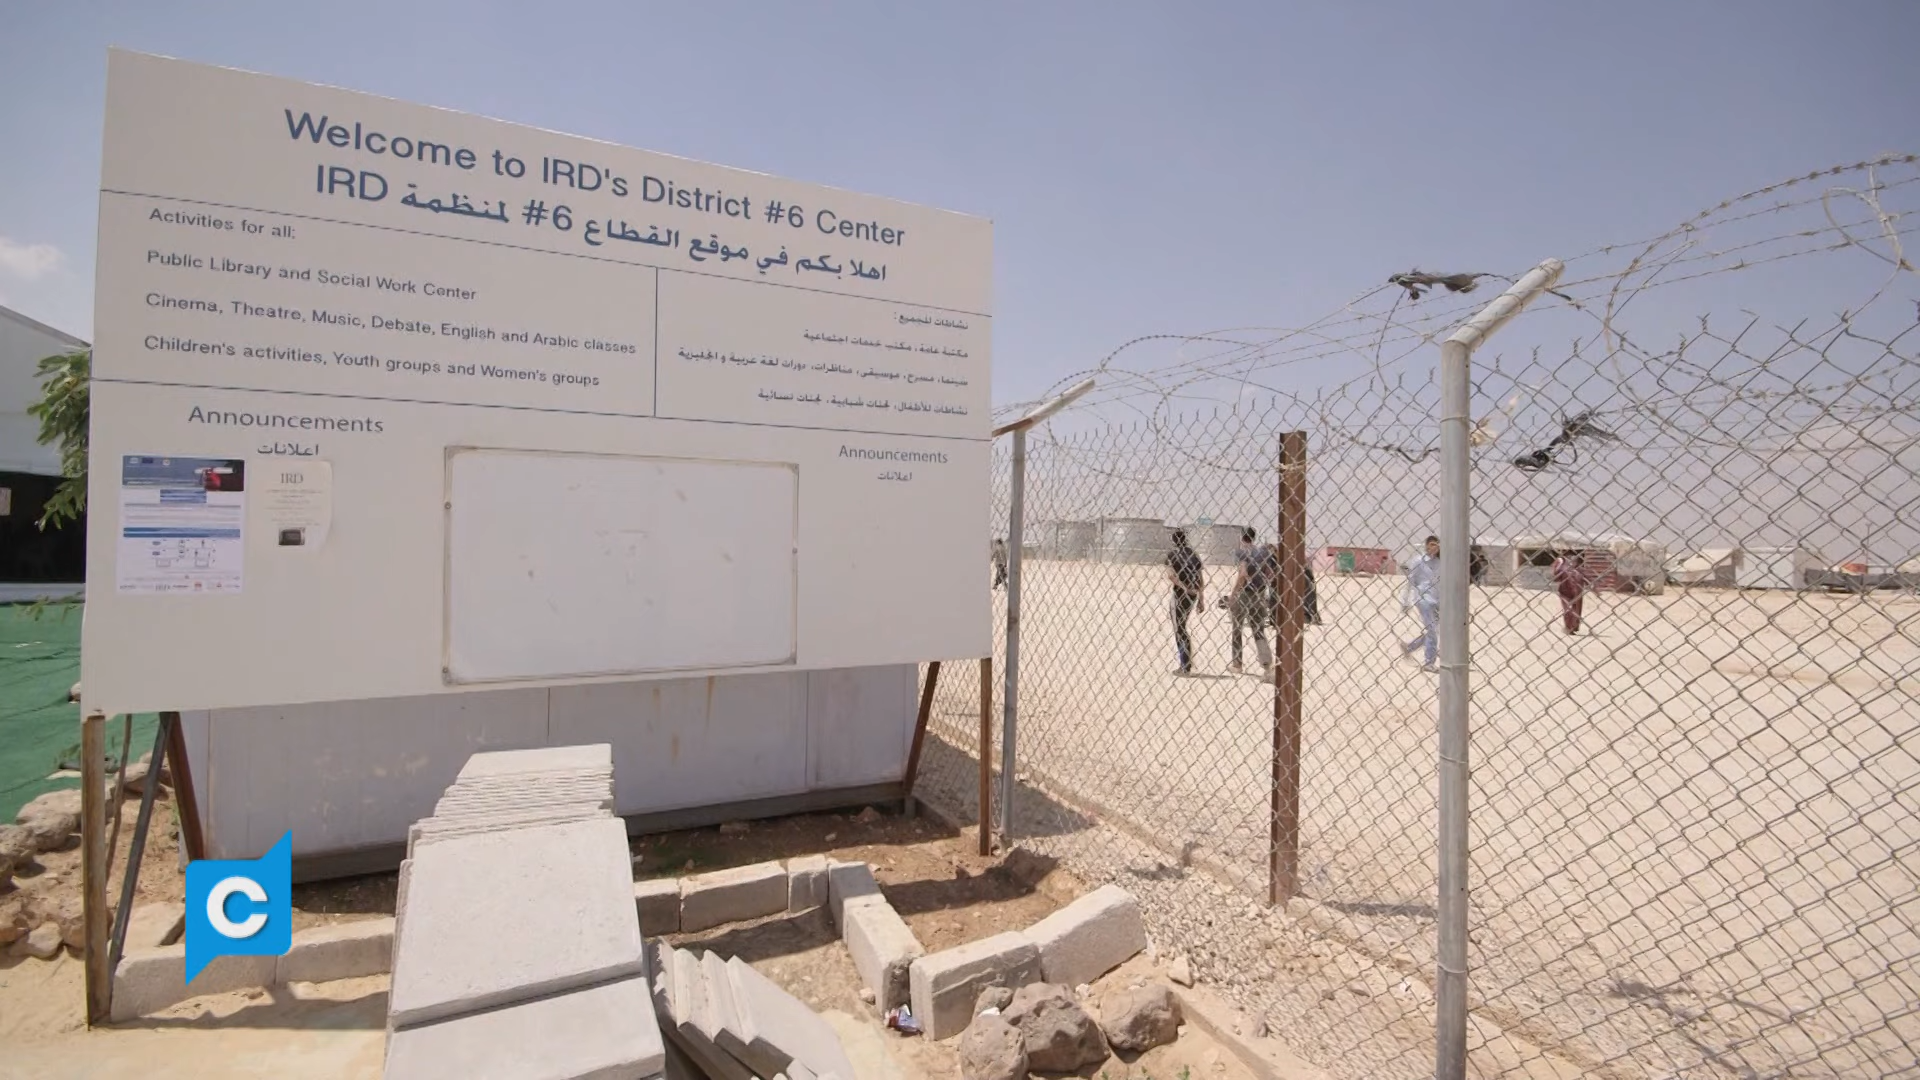 Welcome to IRD's District #6 Center
اهلا بكم في موقع القطاع #6 لمنظمة IRD
Activities for all:
Public Library and Social Work Center
Cinema, Theatre, Music, Debate, English and Arabic classes
Children's activities, Youth groups and Women's groups
نشاطات للجميع:
مكتبة عامة، مكتب خدمات اجتماعية
سينما، مسرح، موسيقى، مناظرات، دورات لغة عربية و انجليزية
نشاطات للأطفال، لجنات شبابية، لجنات نسائية
Announcements
اعلانات
IRD
Announcements
اعلانات
C